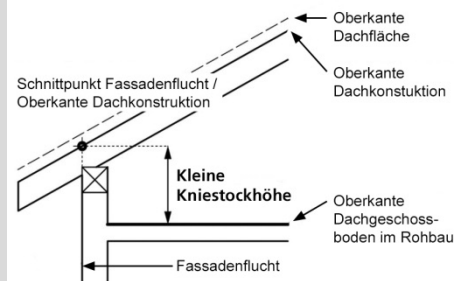 Oberkante
Dachfläche
Oberkante
Dachkonstuktion
Schnittpunkt Fassadenflucht /
Oberkante Dachkonstruktion
Kleine
Kniestockhöhe
Oberkante
Dachgeschoss-
boden im Rohbau
Fassadenflucht